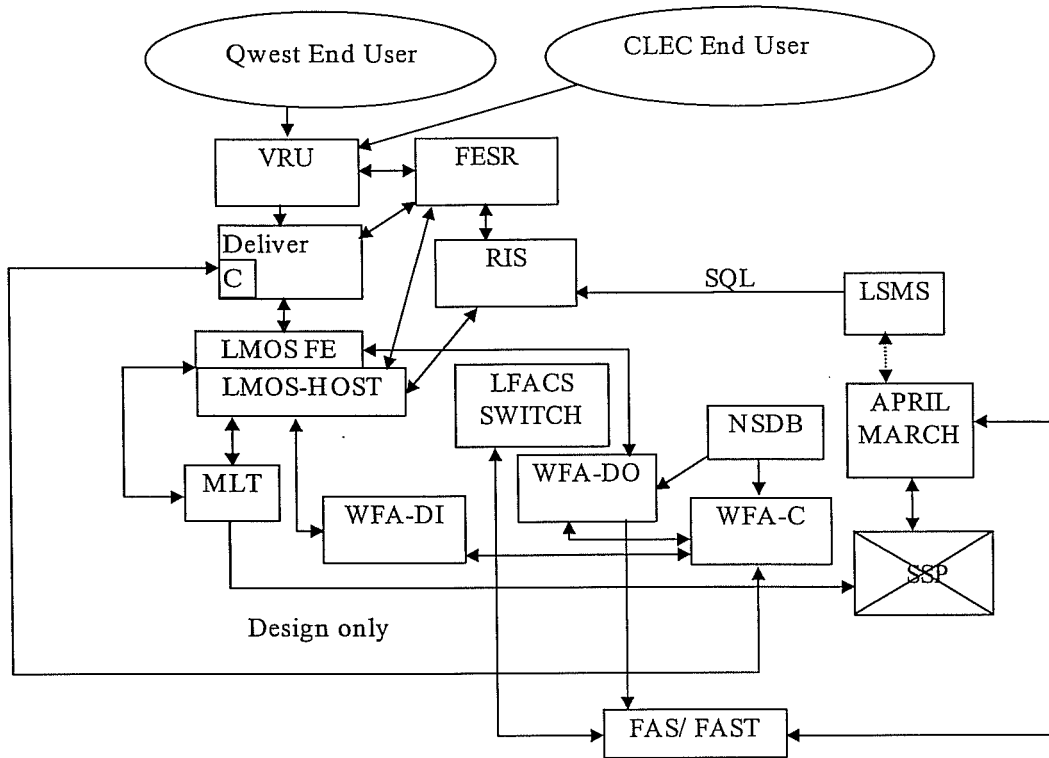 Qwest End User
CLEC End User
VRU
FESR
Deliver
C
RIS
SQL
LSMS
LMOS FE
LMOS-HOST
LFACS
SWITCH
APRIL
MARCH
NSDB
MLT
WFA-DO
WFA-DI
WFA-C
SSP
Design only
FAS/ FAST